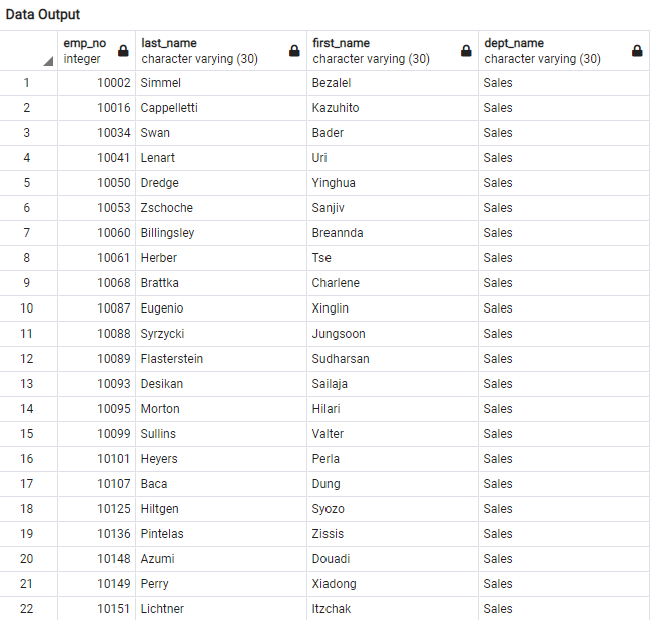 Data Output
emp_no last_name first_name dept_name
integer character varying (30) character varying (30) character varying (30)
1 10002 Simmel Bezalel Sales
2 10016 Cappelletti Kazuhito Sales
3 10034 Swan Bader Sales
4 10041 Lenart Uri Sales
5 10050 Dredge Yinghua Sales
6 10053 Zschoche Sanjiv Sales
7 10060 Billingsley Breannda Sales
8 10061 Herber Tse Sales
9 10068 Brattka Charlene Sales
10 10087 Eugenio Xinglin Sales
11 10088 Syrzycki Jungsoon Sales
12 10089 Flasterstein Sudharsan Sales
13 10093 Desikan Sailaja Sales
14 10095 Morton Hilari Sales
15 10099 Sullins Valter Sales
16 10101 Heyers Perla Sales
17 10107 Baca Dung Sales
18 10125 Hiltgen Syozo Sales
19 10136 Pintelas Zissis Sales
20 10148 Azumi Douadi Sales
21 10149 Perry Xiadong Sales
22 10151 Lichtner Itzchak Sales